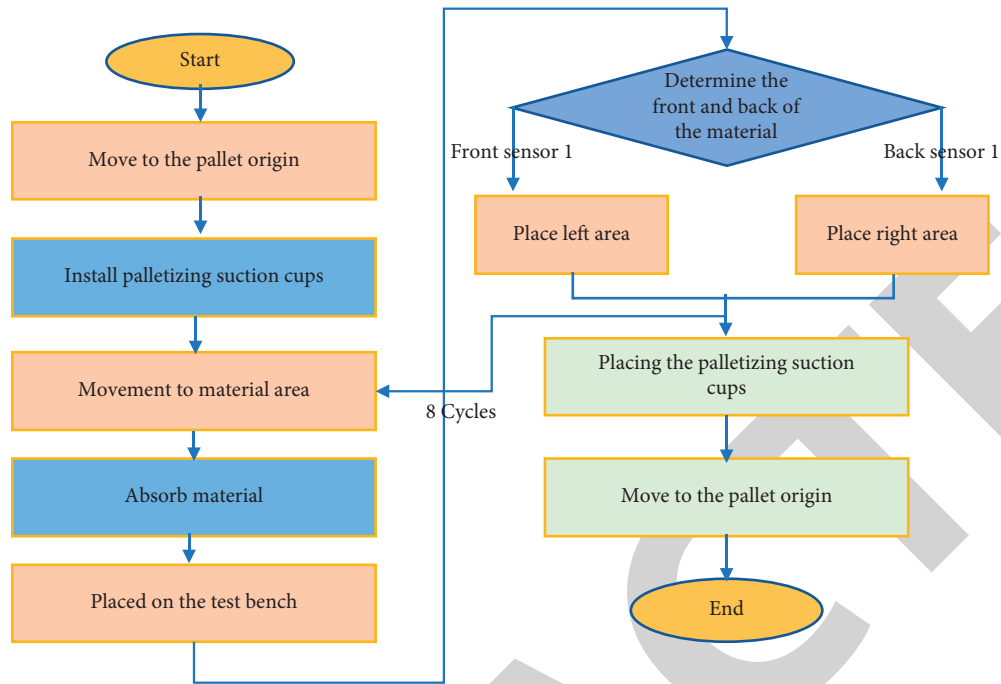 Start
Move to the pallet origin
Install palletizing suction cups
Movement to material area
Absorb material
Placed on the test bench
8 Cycles
Determine the
front and back of
the material
Front sensor 1
Back sensor 1
Place left area
Place right area
Placing the palletizing suction
cups
Move to the pallet origin
End